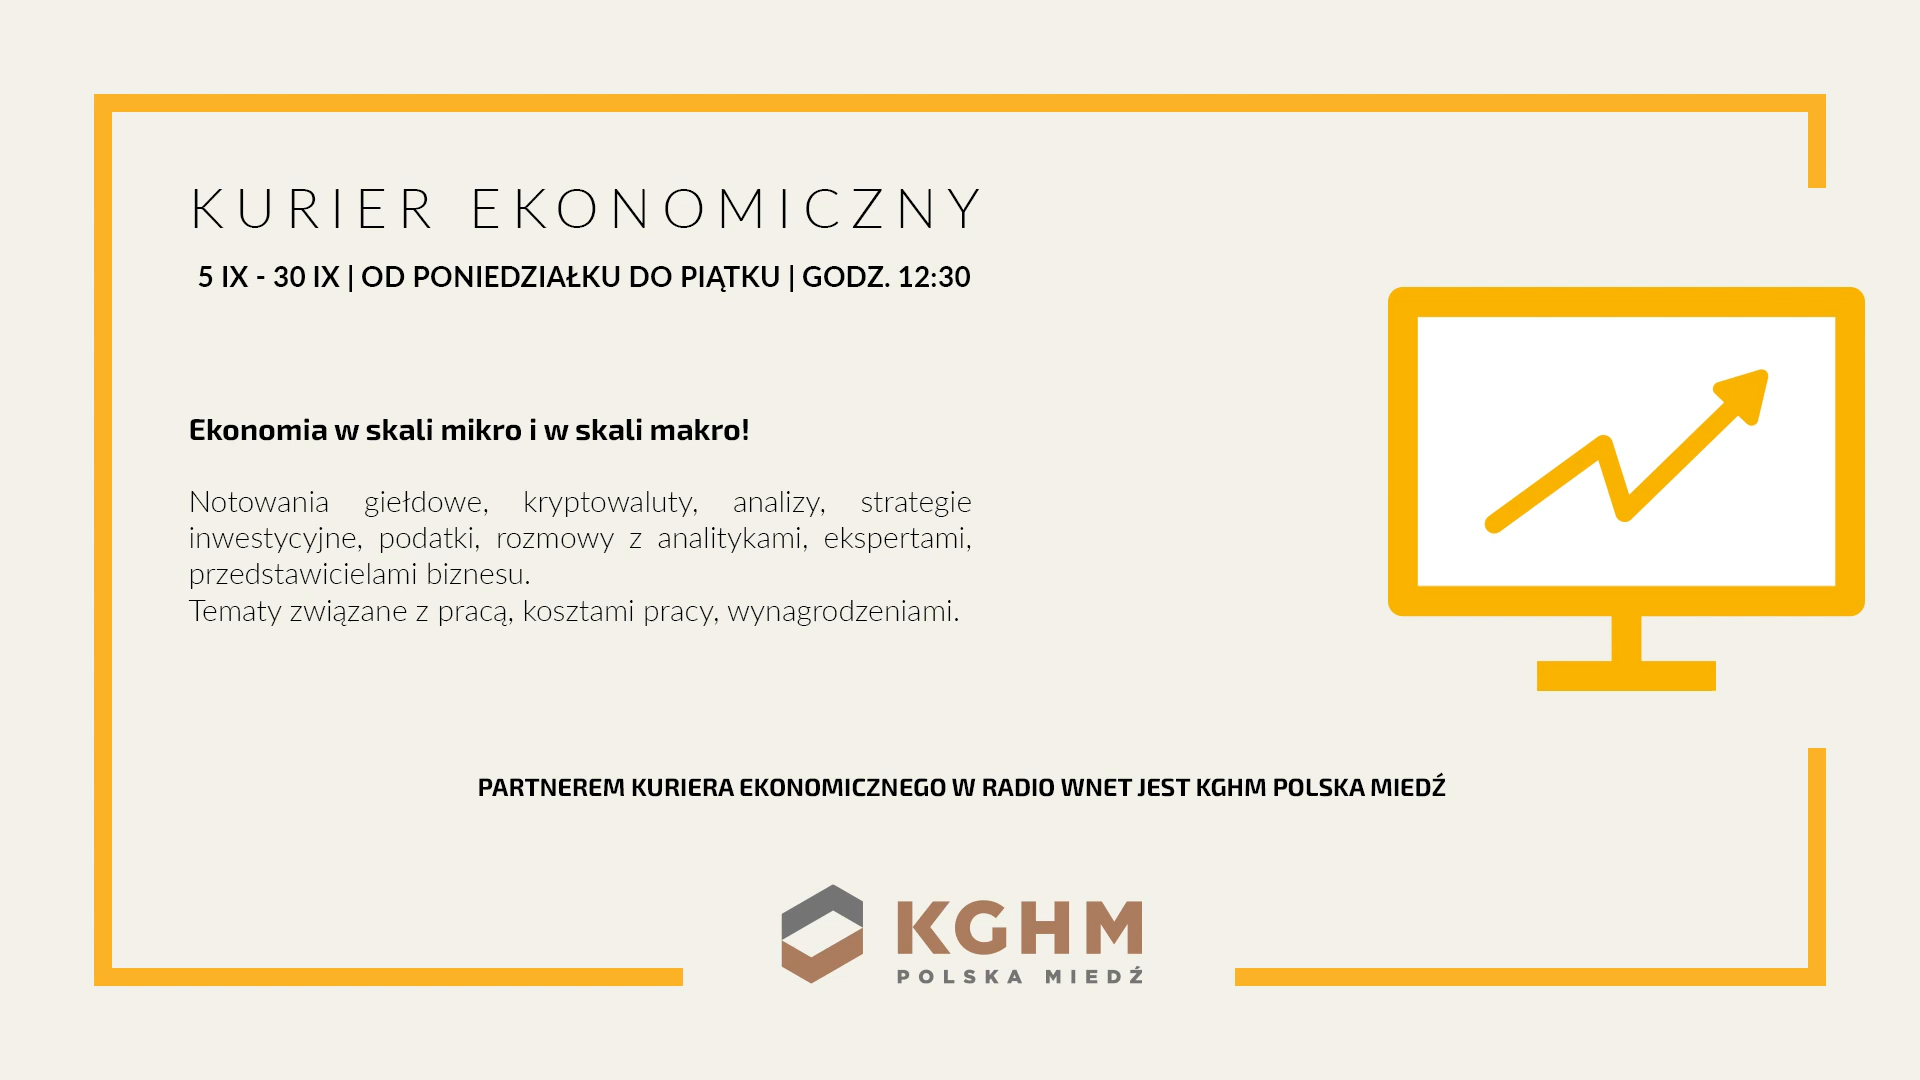 KURIER EKONOMICZNY
5 IX - 30 IX | OD PONIEDZIAŁKU DO PIĄTKU | GODZ. 12:30
Ekonomia w skali mikro i w skali makro!
Notowania giełdowe, kryptowaluty, analizy, strategie
inwestycyjne, podatki, rozmowy z analitykami, ekspertami,
przedstawicielami biznesu.
Tematy związane z pracą, kosztami pracy, wynagrodzeniami.
PARTNEREM KURIERA EKONOMICZNEGO W RADIO WNET JEST KGHM POLSKA MIEDŹ
KGHM
POLSKA MIEDŹ